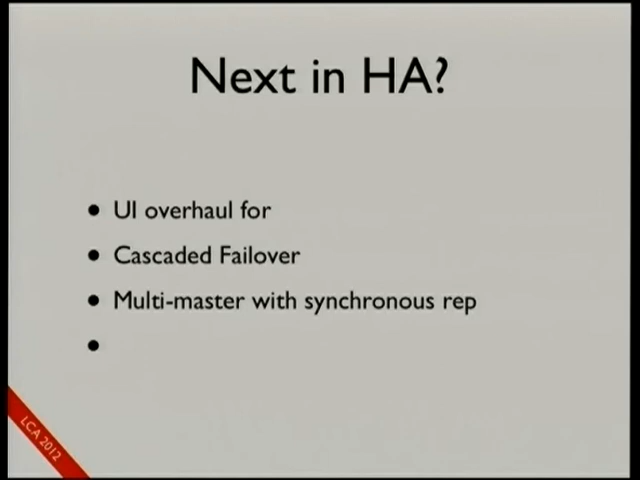 Next in HA?
• UI overhaul for
• Cascaded Failover
• Multi-master with synchronous rep
•
LCA 2012